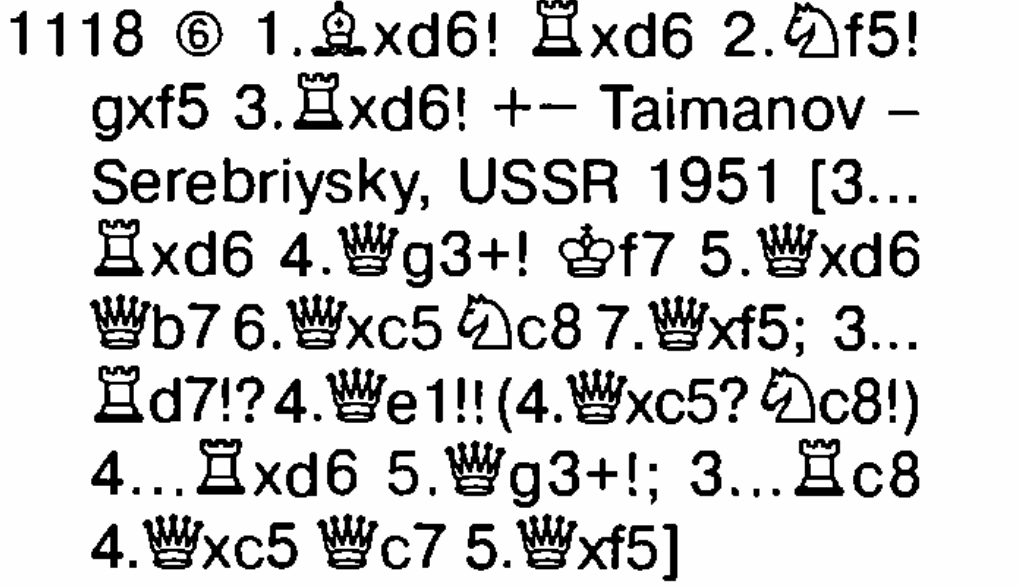 1118 ⑥ 1.♗xd6! ♖xd6 2.♘f5!
gxf5 3.♖xd6! +− Taimanov –
Serebriysky, USSR 1951 [3...
♖xd6 4.♕g3+! ♔f7 5.♕xd6
♕b7 6.♕xc5 ♘c8 7.♕xf5; 3...
♖d7!? 4.♕e1!! (4.♕xc5? ♘c8!)
4...♖xd6 5.♕g3+!; 3...♖c8
4.♕xc5 ♕c7 5.♕xf5]